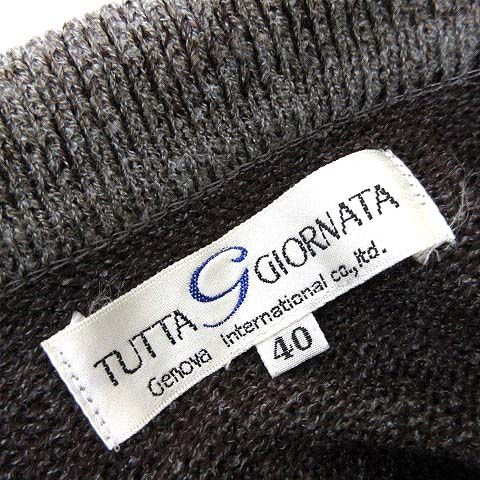 TUTTA G GIORNATA
Genova International co.,ltd.
40